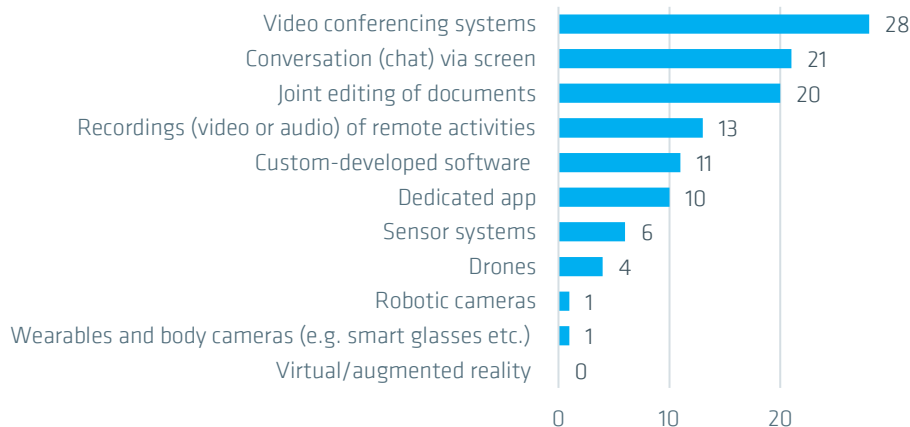 Video conferencing systems 28
Conversation (chat) via screen 21
Joint editing of documents 20
Recordings (video or audio) of remote activities 13
Custom-developed software 11
Dedicated app 10
Sensor systems 6
Drones 4
Robotic cameras 1
Wearables and body cameras (e.g. smart glasses etc.) 1
Virtual/augmented reality 0
0 10 20